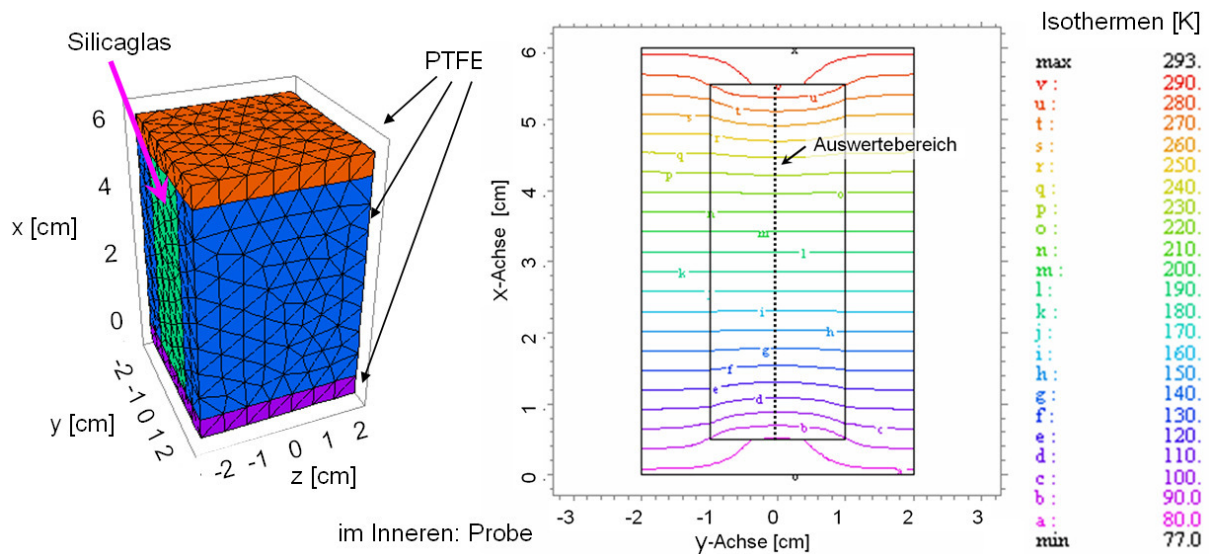 Silicaglas
PTFE
6
4
2
0
x [cm]
-2
-1
0
1
2
y [cm]
-2
-1
0
1
2
z [cm]
im Inneren: Probe
6
5
4
3
2
1
0
X-Achse [cm]
-3
-2
-1
0
1
2
3
y-Achse [cm]
x
v
u
t
s
r
q
p
o
n
m
l
k
i
h
g
f
e
d
c
b
a
o
Auswertebereich
Isothermen [K]
max 293.
v : 290.
u : 280.
t : 270.
s : 260.
r : 250.
q : 240.
p : 230.
o : 220.
n : 210.
m : 200.
l : 190.
k : 180.
j : 170.
i : 160.
h : 150.
g : 140.
f : 130.
e : 120.
d : 110.
c : 100.
b : 90.0
a : 80.0
min 77.0